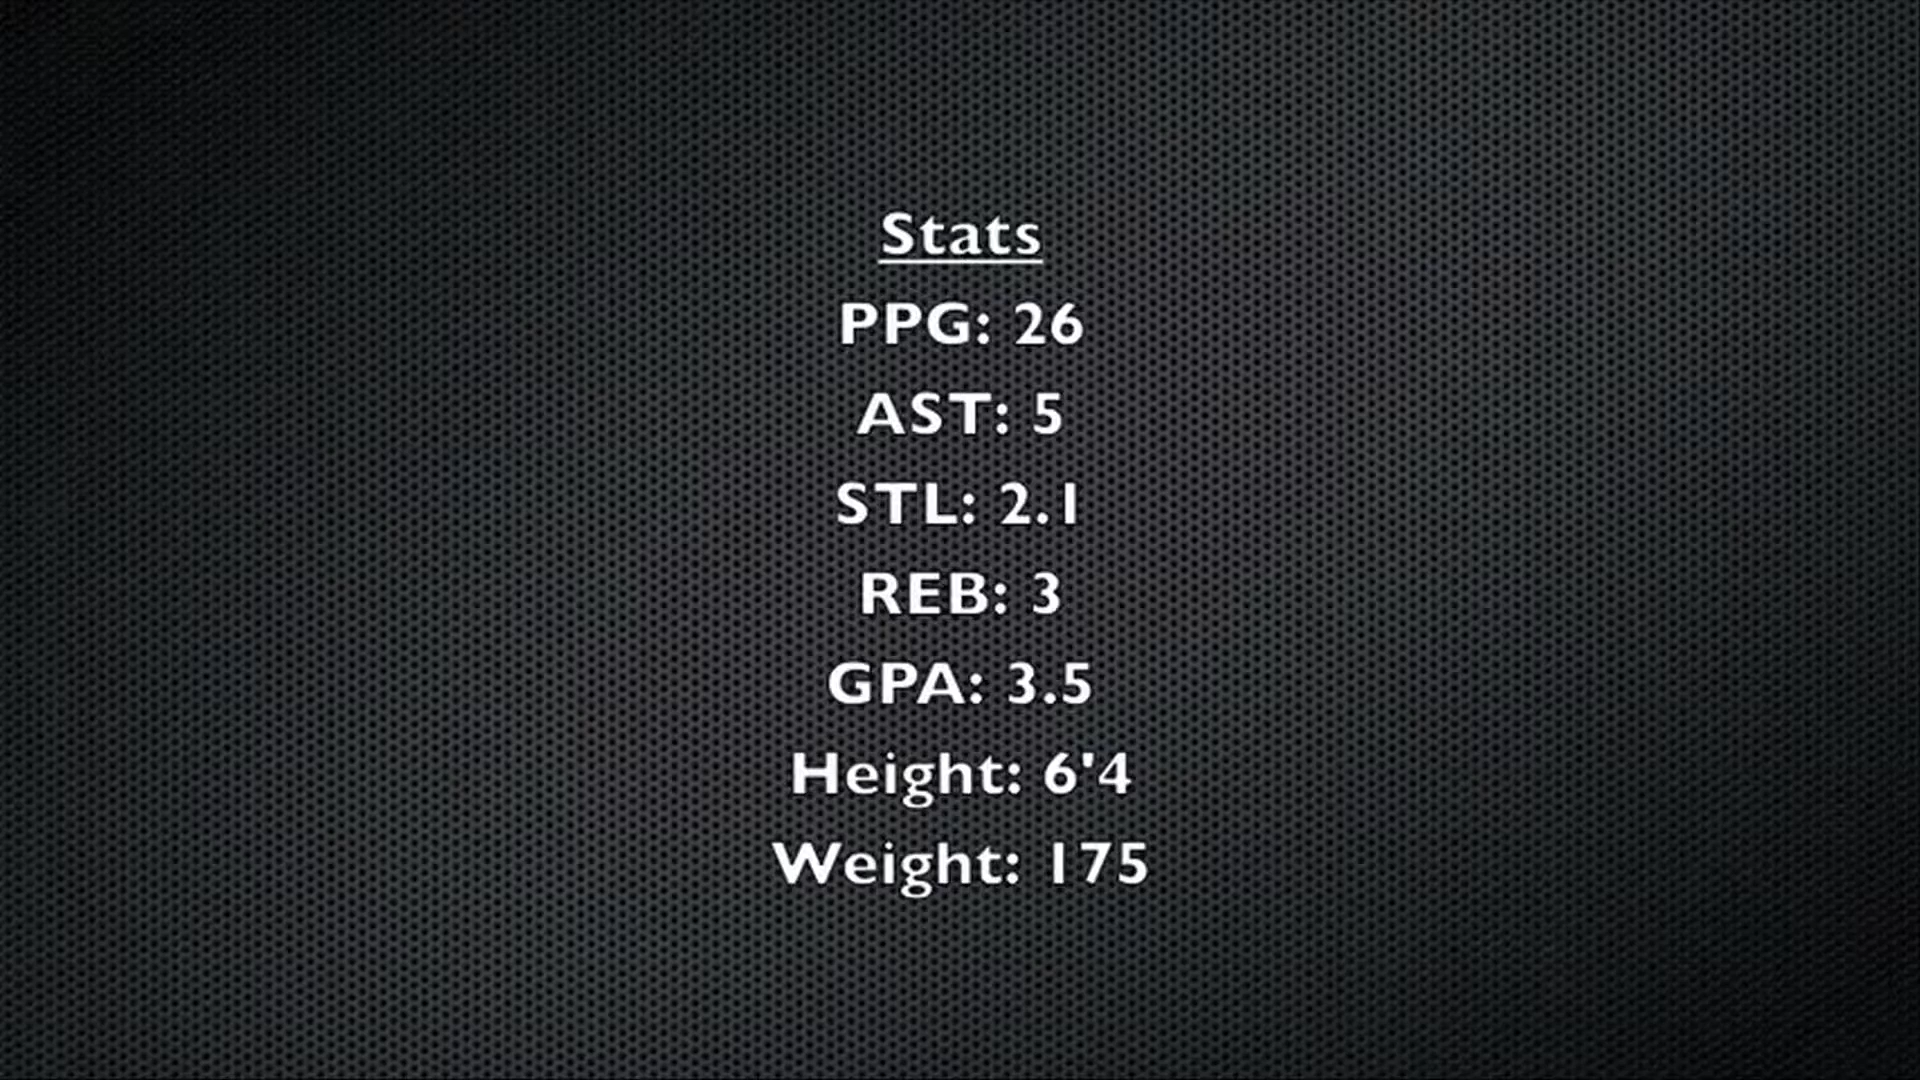 Stats
PPG: 26
AST: 5
STL: 2.1
REB: 3
GPA: 3.5
Height: 6'4
Weight: 175